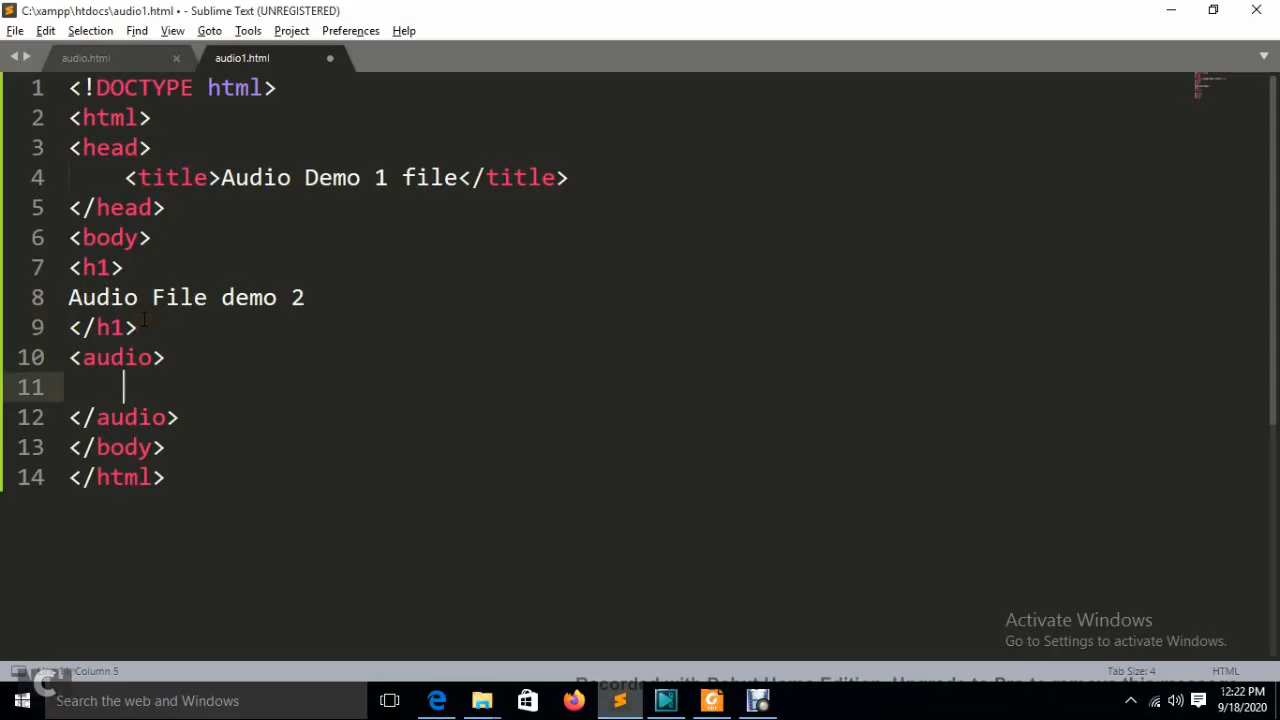 C:\xampp\htdocs\audio1.html • - Sublime Text (UNREGISTERED)
File Edit Selection Find View Goto Tools Project Preferences Help
audio.html audio1.html
1 <!DOCTYPE html>
2 <html>
3 <head>
4 <title>Audio Demo 1 file</title>
5 </head>
6 <body>
7 <h1>
8 Audio File demo 2
9 </h1>
10 <audio>
11
12 </audio>
13 </body>
14 </html>
Activate Windows
Go to Settings to activate Windows.
Column 5 Tab Size: 4 HTML
Search the web and Windows
12:22 PM
9/18/2020